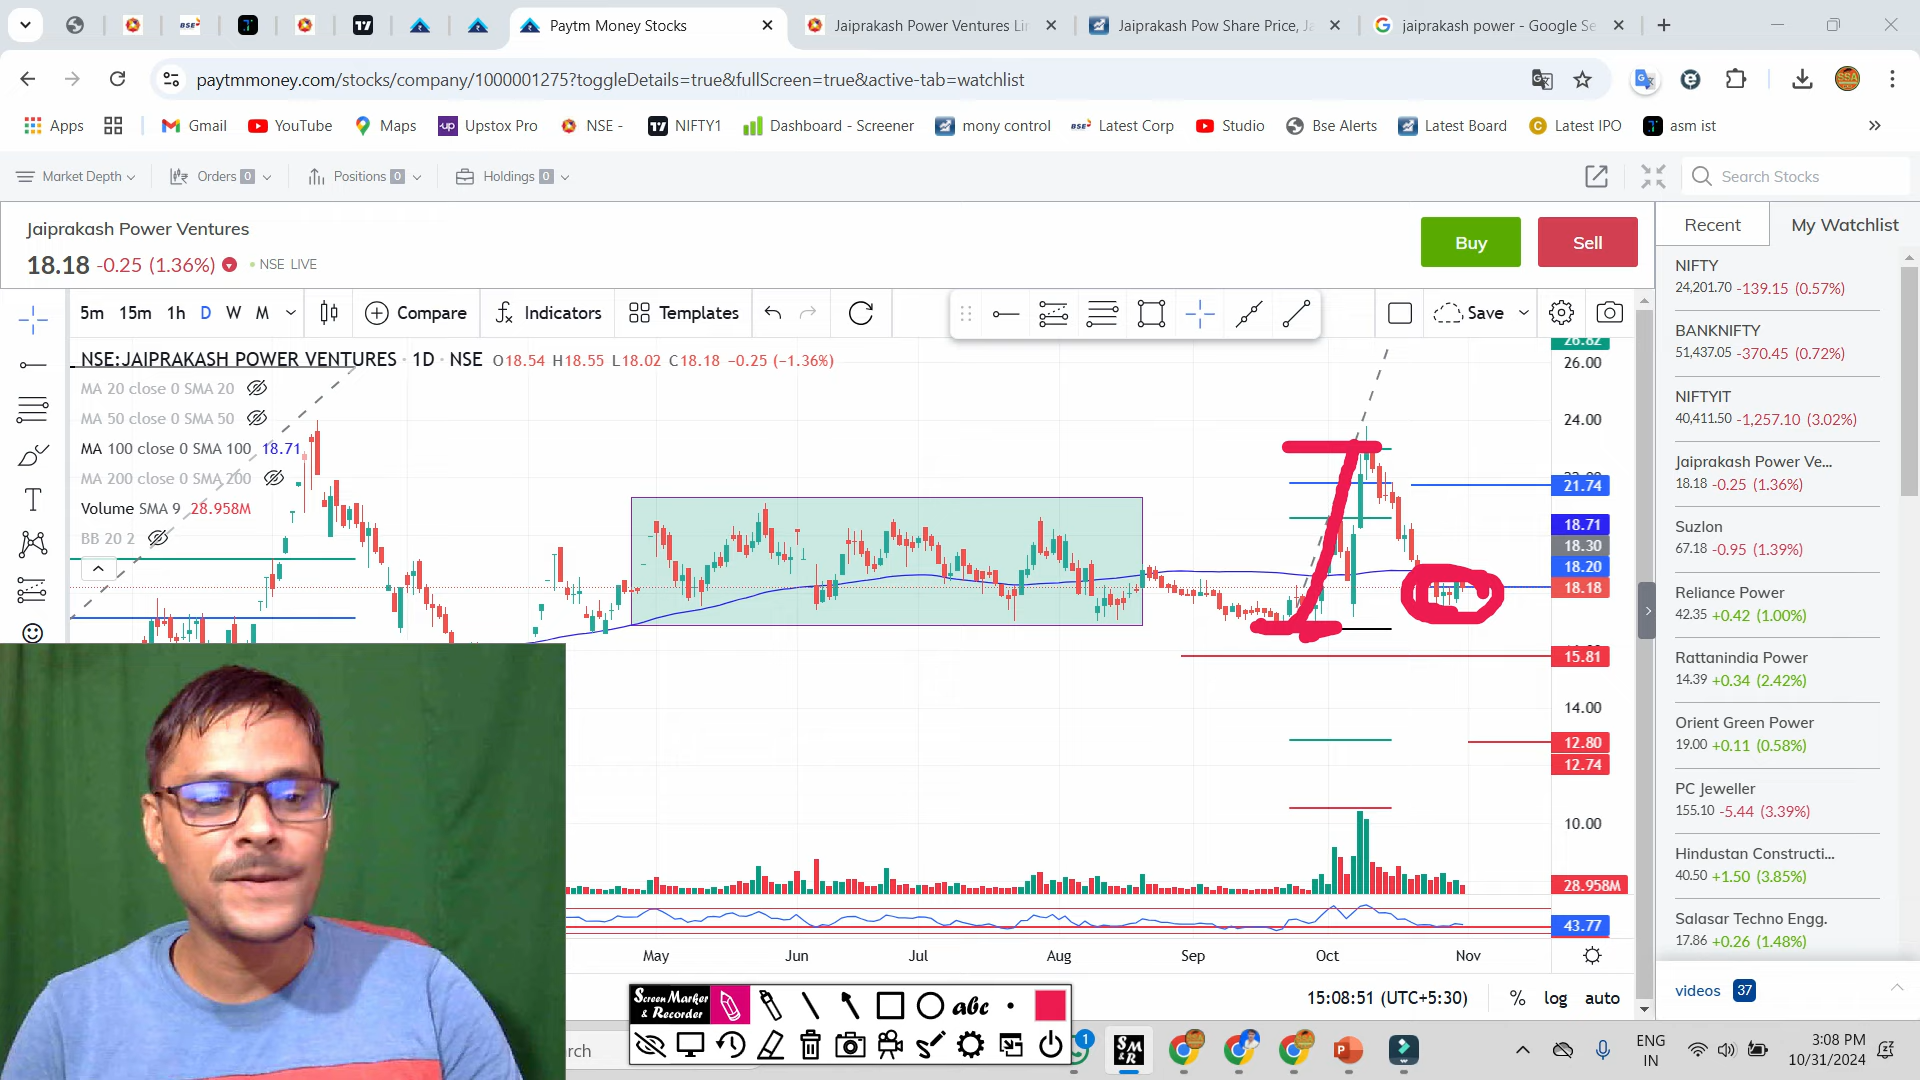 Paytm Money Stocks
Jaiprakash Power Ventures Li
Jaiprakash Pow Share Price, J
jaiprakash power - Google Se
paytmmoney.com/stocks/company/1000001275?toggleDetails=true&fullScreen=true&active-tab=watchlist
Apps
Gmail
YouTube
Maps
up Upstox Pro
NSE -
NIFTY1
Dashboard - Screener
mony control
BSE Latest Corp
Studio
Bse Alerts
Latest Board
Latest IPO
asm ist
Market Depth
Orders 0
Positions 0
Holdings 0
Search Stocks
Jaiprakash Power Ventures
18.18 -0.25 (1.36%) NSE LIVE
Buy
Sell
Recent
My Watchlist
5m 15m 1h D W M
Compare
Indicators
Templates
Save
NSE:JAIPRAKASH POWER VENTURES · 1D · NSE O18.54 H18.55 L18.02 C18.18 −0.25 (−1.36%)
MA 20 close 0 SMA 20
MA 50 close 0 SMA 50
MA 100 close 0 SMA 100 18.71
MA 200 close 0 SMA 200
Volume SMA 9 28.958M
BB 20 2
26.82
26.00
24.00
21.74
18.71
18.30
18.20
18.18
15.81
14.00
12.80
12.74
10.00
28.958M
43.77
May
Jun
Jul
Aug
Sep
Oct
Nov
15:08:51 (UTC+5:30)
% log auto
NIFTY
24,201.70 -139.15 (0.57%)
BANKNIFTY
51,437.05 -370.45 (0.72%)
NIFTYIT
40,411.50 -1,257.10 (3.02%)
Jaiprakash Power Ve...
18.18 -0.25 (1.36%)
Suzlon
67.18 -0.95 (1.39%)
Reliance Power
42.35 +0.42 (1.00%)
Rattanindia Power
14.39 +0.34 (2.42%)
Orient Green Power
19.00 +0.11 (0.58%)
PC Jeweller
155.10 -5.44 (3.39%)
Hindustan Constructi...
40.50 +1.50 (3.85%)
Salasar Techno Engg.
17.86 +0.26 (1.48%)
videos 37
Screen Marker
& Recorder
abc
rch
1
SM
&R
ENG
IN
3:08 PM
10/31/2024